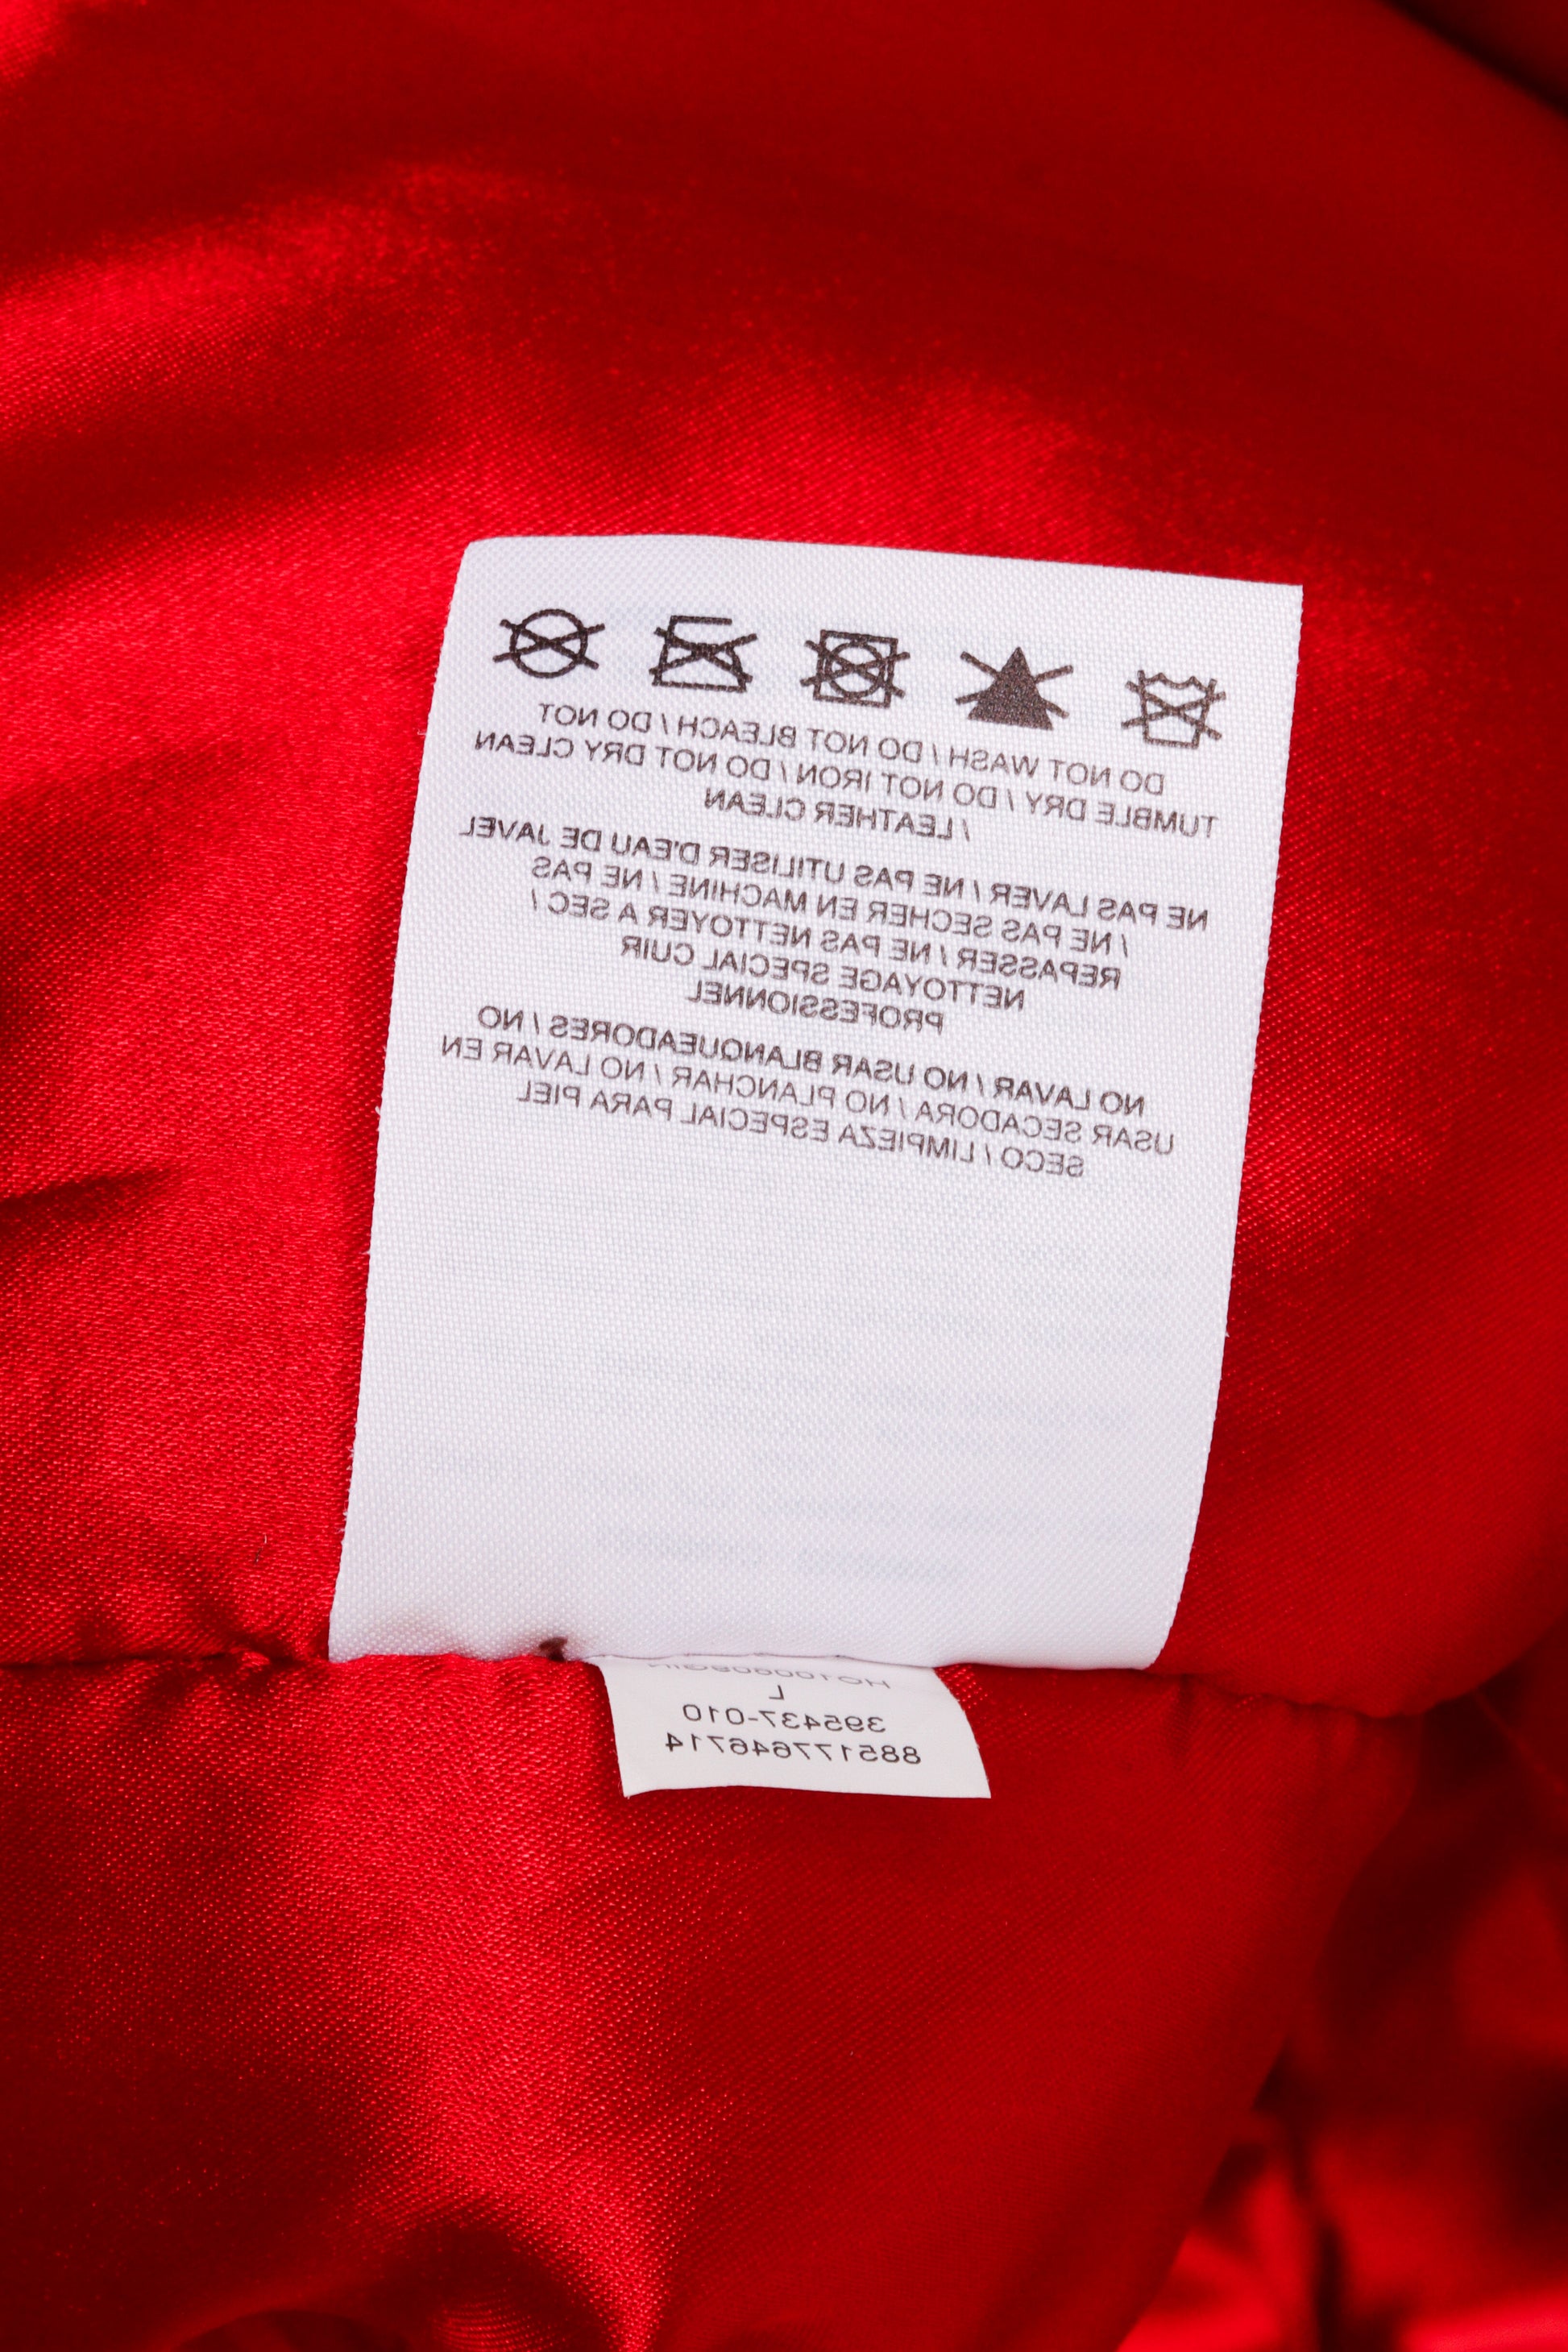 DO NOT WASH / DO NOT BLEACH / DO NOT
TUMBLE DRY / DO NOT IRON / DO NOT DRY CLEAN
/ LEATHER CLEAN
NE PAS LAVER / NE PAS UTILISER D'EAU DE JAVEL
/ NE PAS SECHER EN MACHINE / NE PAS
REPASSER / NE PAS NETTOYER A SEC /
NETTOYAGE SPECIAL CUIR
PROFESSIONNEL
NO LAVAR / NO USAR BLANQUEADORES / NO
USAR SECADORA / NO PLANCHAR / NO LAVAR EN
SECO / LIMPIEZA ESPECIAL PARA PIEL
L
395437-010
885177646714